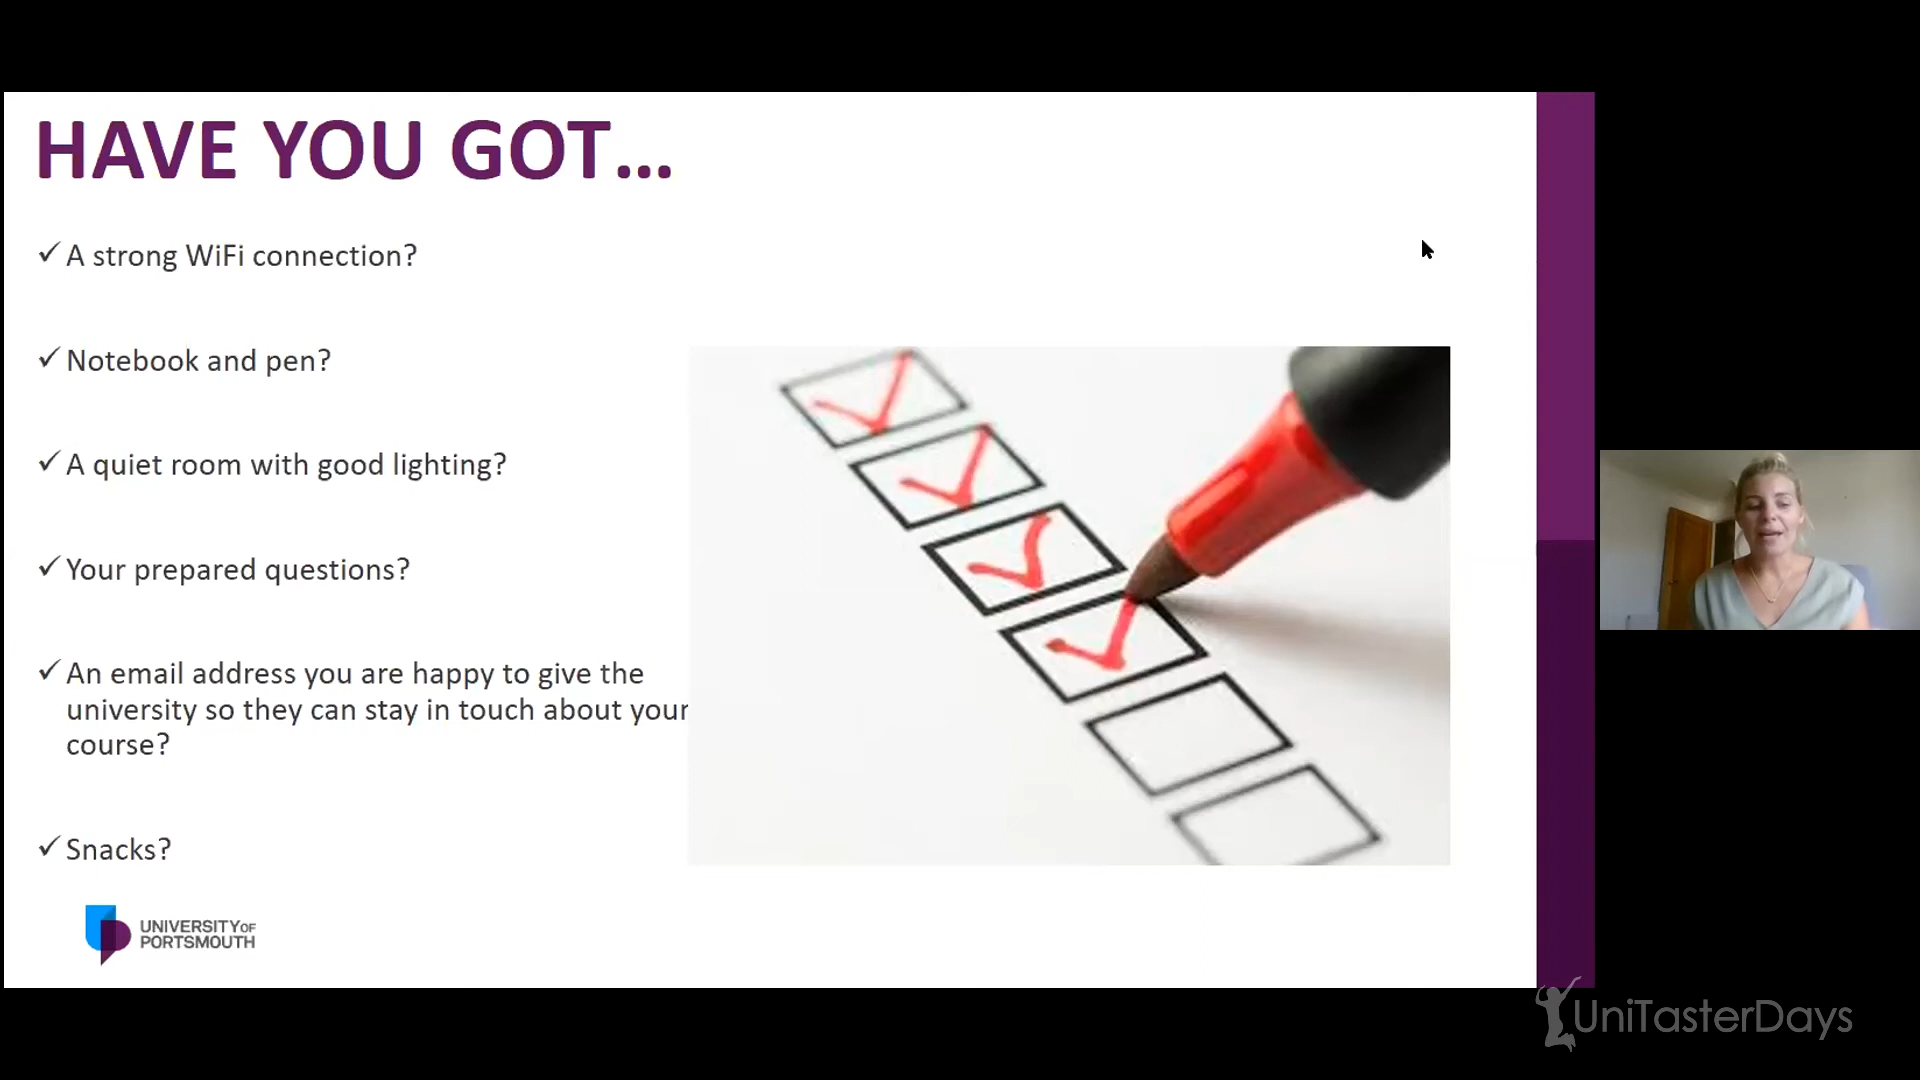 HAVE YOU GOT...
A strong WiFi connection?
Notebook and pen?
A quiet room with good lighting?
Your prepared questions?
An email address you are happy to give the
university so they can stay in touch about your
course?
Snacks?
UNIVERSITY OF
PORTSMOUTH
UniTasterDays